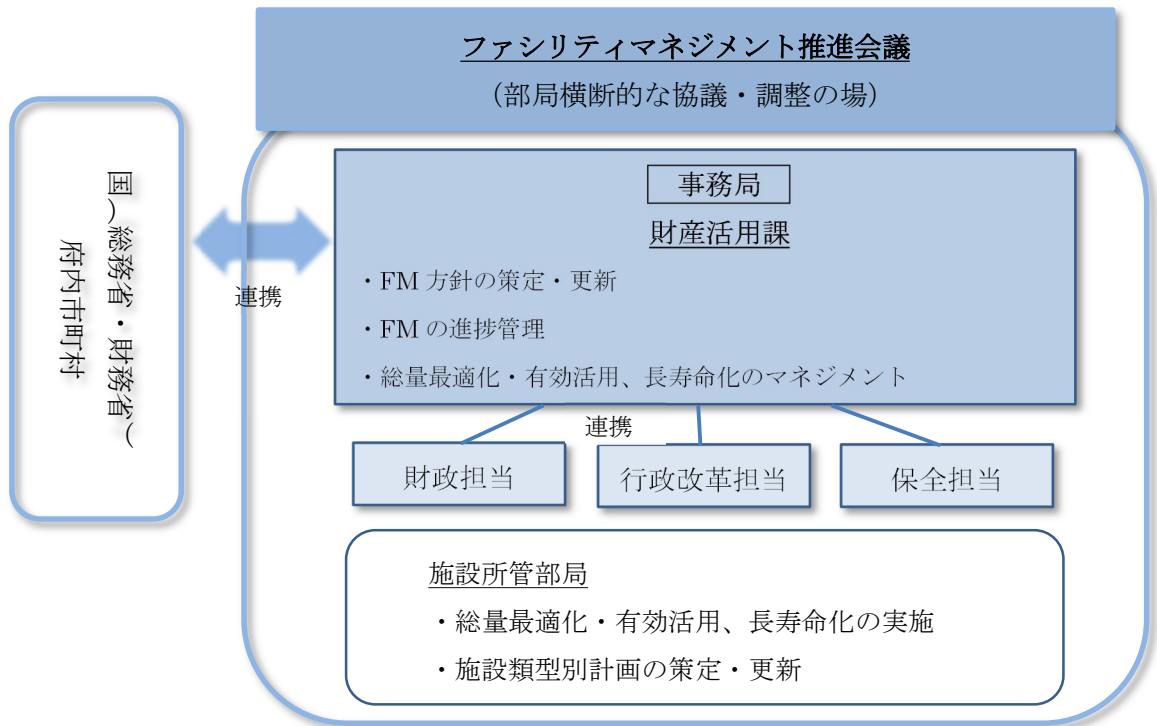 ファシリティマネジメント推進会議
（部局横断的な協議・調整の場）
国（総務省・財務省）
府内市町村
連携
事務局
財産活用課
・FM 方針の策定・更新
・FM の進捗管理
・総量最適化・有効活用、長寿命化のマネジメント
連携
財政担当
行政改革担当
保全担当
施設所管部局
・総量最適化・有効活用、長寿命化の実施
・施設類型別計画の策定・更新